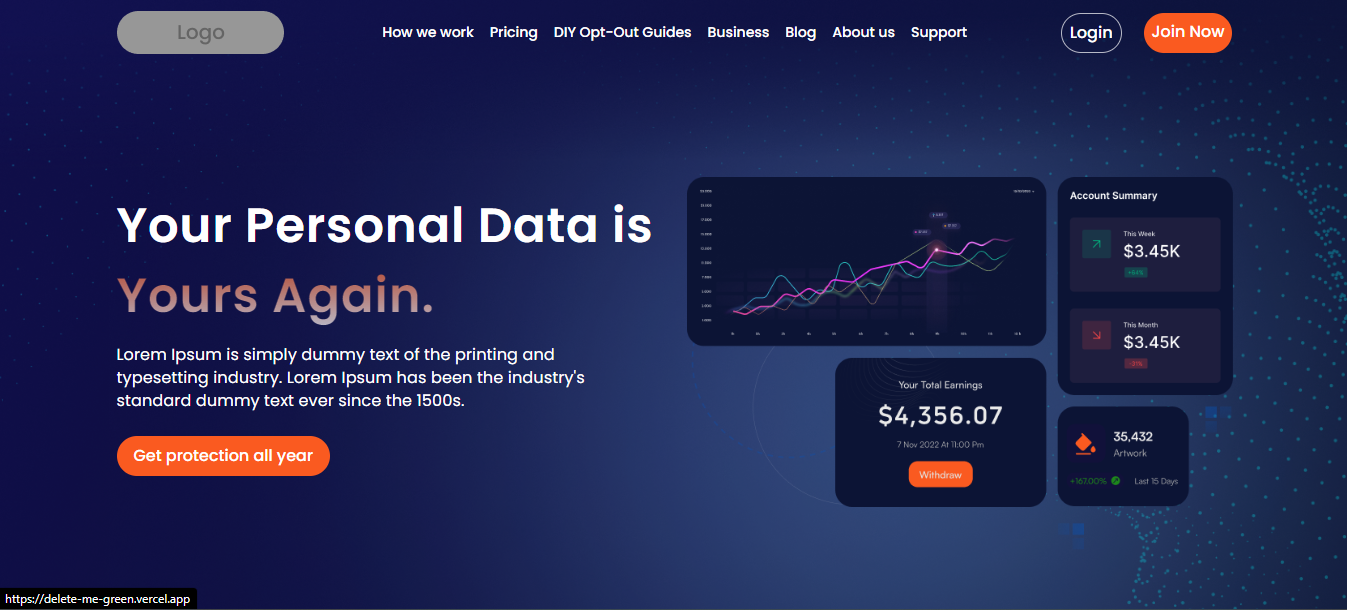 Logo
How we work Pricing DIY Opt-Out Guides Business Blog About us Support
Login
Join Now
Your Personal Data is
Yours Again.
Lorem Ipsum is simply dummy text of the printing and
typesetting industry. Lorem Ipsum has been the industry's
standard dummy text ever since the 1500s.
Get protection all year
Account Summary
This Week
$3.45K
This Month
$3.45K
Your Total Earnings
$4,356.07
7 Nov 2022 At 11:00 Pm
Withdraw
35,432
Artwork
+167.00%
Last 15 Days
https://delete-me-green.vercel.app